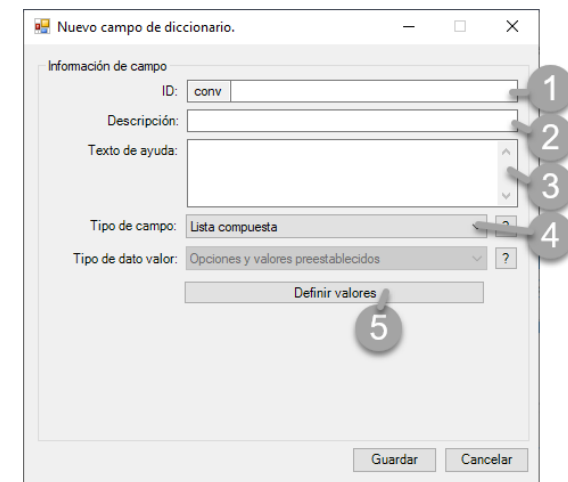 Nuevo campo de diccionario.
Información de campo
ID: conv
1
Descripción:
2
Texto de ayuda:
3
Tipo de campo: Lista compuesta ?
4
Tipo de dato valor: Opciones y valores preestablecidos ?
Definir valores
5
Guardar Cancelar